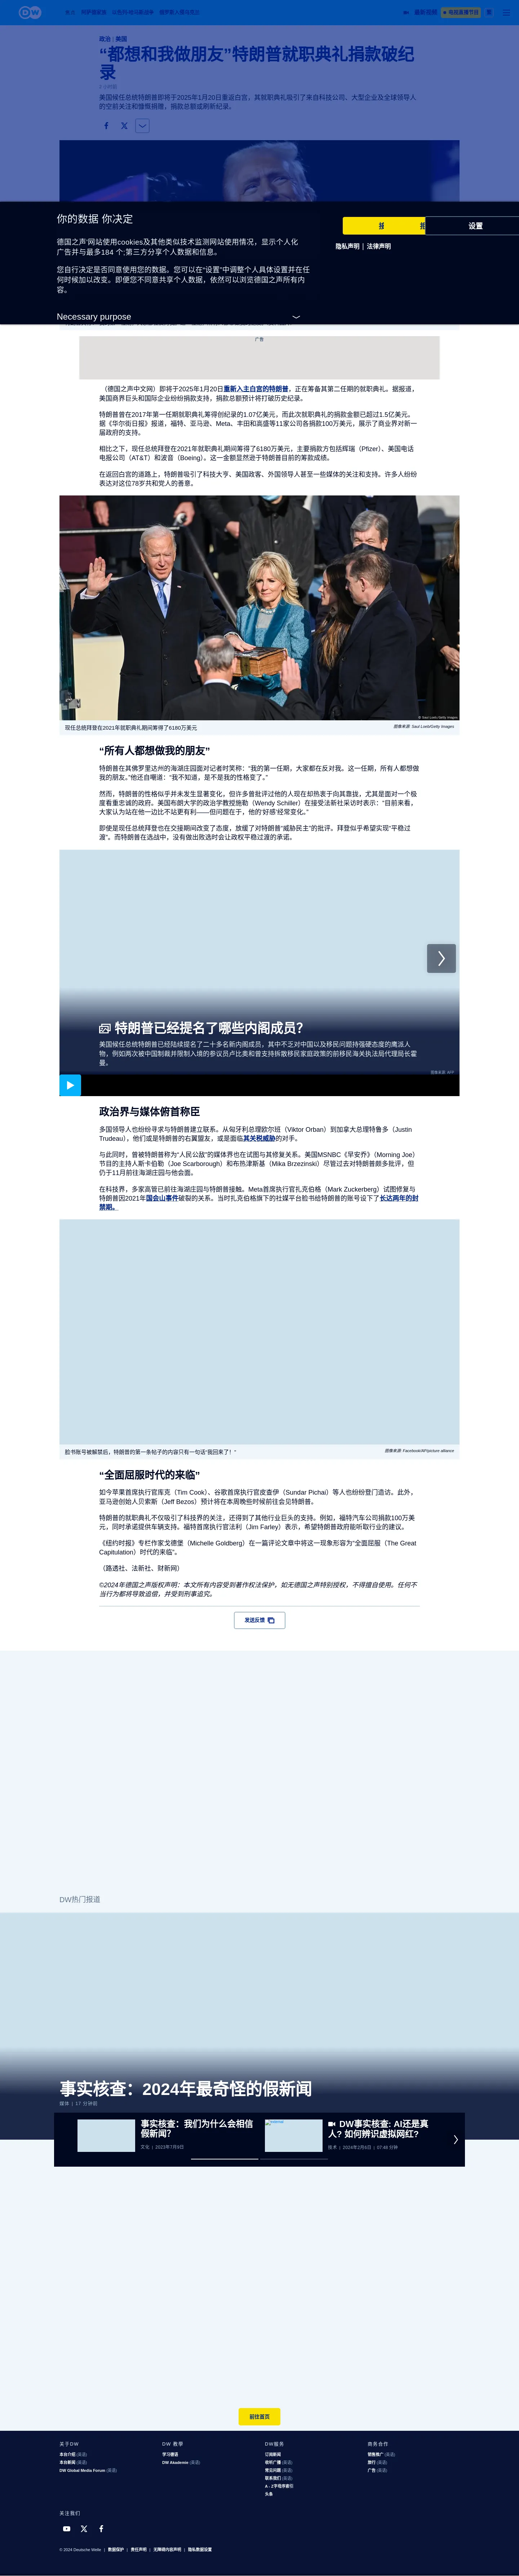 政治 | 美国
“都想和我做朋友”特朗普就职典礼捐款破纪录
美国候任总统特朗普即将于2025年1月20日重返白宫，其就职典礼吸引了来自科技公司、大型企业及全球领导人的空前关注和慷慨捐赠。捐款总额或刷新纪录。
你的数据 你决定
设置
隐私声明 | 法律声明
德国之声’网站使用cookies及其他类似技术监测网站使用情况，显示个人化广告并与最多184 个;第三方分享个人数据和信息。
您自行决定是否同意使用您的数据。您可以在“设置”中调整个人具体设置并在任何时候加以改变。即便您不同意共享个人数据，依然可以浏览德国之声所有内容。
Necessary purpose
广告
（德国之声中文网）即将于2025年1月20日重新入主白宫的特朗普，正在筹备其第二任期的就职典礼。据报道，美国商界巨头和国际企业纷纷捐款支持，捐款总额预计将打破历史纪录。
特朗普曾在2017年第一任期就职典礼筹得创纪录的1.07亿美元，而此次就职典礼的捐款金额已超过1.5亿美元。据《华尔街日报》报道，福特、亚马逊、Meta、丰田和高盛等11家公司各捐款100万美元，展示了商业界对新一届政府的支持。
相比之下，现任总统拜登在2021年就职典礼期间筹得了6180万美元，主要捐款方包括辉瑞（Pfizer）、美国电话电报公司（AT&T）和波音（Boeing）。这一金额显然逊于特朗普目前的筹款成绩。
在返回白宫的道路上，特朗普吸引了科技大亨、美国政客、外国领导人甚至一些媒体的关注和支持。许多人纷纷表达对这位78岁共和党人的善意。
© Saul Loeb/Getty Images
现任总统拜登在2021年就职典礼期间筹得了6180万美元
图像来源: Saul Loeb/Getty Images
“所有人都想做我的朋友”
特朗普在其佛罗里达州的海湖庄园面对记者时笑称：“我的第一任期，大家都在反对我。这一任期，所有人都想做我的朋友。”他还自嘲道：“我不知道，是不是我的性格变了。”
然而，特朗普的性格似乎并未发生显著变化，但许多曾批评过他的人现在却热衷于向其靠拢，尤其是面对一个极度看重忠诚的政府。美国布朗大学的政治学教授施勒（Wendy Schiller）在接受法新社采访时表示：“目前来看，大家认为站在他一边比不站更有利——但问题在于，他的‘好感’经常变化。”
即使是现任总统拜登也在交接期间改变了态度，放缓了对特朗普“威胁民主”的批评。拜登似乎希望实现“平稳过渡”。而特朗普在选战中，没有做出败选时会让政权平稳过渡的承诺。
特朗普已经提名了哪些内阁成员？
美国候任总统特朗普已经陆续提名了二十多名新内阁成员，其中不乏对中国以及移民问题持强硬态度的鹰派人物，例如两次被中国制裁并限制入境的参议员卢比奥和曾支持拆散移民家庭政策的前移民海关执法局代理局长霍曼。
图像来源: AFP
政治界与媒体俯首称臣
多国领导人也纷纷寻求与特朗普建立联系。从匈牙利总理欧尔班（Viktor Orban）到加拿大总理特鲁多（Justin Trudeau），他们或是特朗普的右翼盟友，或是面临其关税威胁的对手。
与此同时，曾被特朗普称为“人民公敌”的媒体界也在试图与其修复关系。美国MSNBC《早安乔》（Morning Joe）节目的主持人斯卡伯勒（Joe Scarborough）和布热津斯基（Mika Brzezinski）尽管过去对特朗普颇多批评，但仍于11月前往海湖庄园与他会面。
在科技界，多家高管已前往海湖庄园与特朗普接触。Meta首席执行官扎克伯格（Mark Zuckerberg）试图修复与特朗普因2021年国会山事件破裂的关系。当时扎克伯格旗下的社媒平台脸书给特朗普的账号设下了长达两年的封禁期。
脸书账号被解禁后，特朗普的第一条帖子的内容只有一句话“我回来了！”
图像来源: Facebook/AP/picture alliance
“全面屈服时代的来临”
如今苹果首席执行官库克（Tim Cook）、谷歌首席执行官皮查伊（Sundar Pichai）等人也纷纷登门造访。此外，亚马逊创始人贝索斯（Jeff Bezos）预计将在本周晚些时候前往会见特朗普。
特朗普的就职典礼不仅吸引了科技界的关注，还得到了其他行业巨头的支持。例如，福特汽车公司捐款100万美元，同时承诺提供车辆支持。福特首席执行官法利（Jim Farley）表示，希望特朗普政府能听取行业的建议。
《纽约时报》专栏作家戈德堡（Michelle Goldberg）在一篇评论文章中将这一现象形容为“全面屈服（The Great Capitulation）时代的来临”。
（路透社、法新社、财新网）
©2024年德国之声版权声明：本文所有内容受到著作权法保护，如无德国之声特别授权，不得擅自使用。任何不当行为都将导致追偿，并受到刑事追究。
发送反馈
DW热门报道
事实核查：2024年最奇怪的假新闻
媒体 | 17 分钟前
事实核查：我们为什么会相信假新闻？
文化 | 2023年7月9日
DW事实核查: AI还是真人？如何辨识虚拟网红?
技术 | 2024年2月6日 | 07:48 分钟
前往首页
关于DW
本台介绍 (英语)
本台新闻 (英语)
DW Global Media Forum (英语)
DW 教學
学习德语
DW Akademie (英语)
DW服务
订阅新闻
收听广播 (英语)
常见问题 (英语)
联系我们 (英语)
A - Z字母序索引
头条
商务合作
销售推广 (英语)
旅行 (英语)
广告 (英语)
关注我们
© 2024 Deutsche Welle | 数据保护 | 责任声明 | 无障碍内容声明 | 隐私数据设置